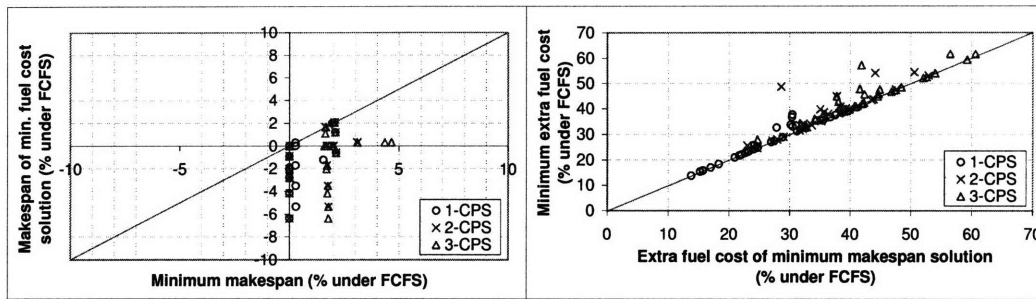 Makespan of min. fuel cost
solution (% under FCFS)
10
8
6
4
2
0
-2
-4
-6
-8
-10
-10
-5
0
5
10
1-CPS
2-CPS
3-CPS
Minimum makespan (% under FCFS)
Minimum extra fuel cost
(% under FCFS)
70
60
50
40
30
20
10
0
0
10
20
30
40
50
60
70
1-CPS
2-CPS
3-CPS
Extra fuel cost of minimum makespan solution
(% under FCFS)